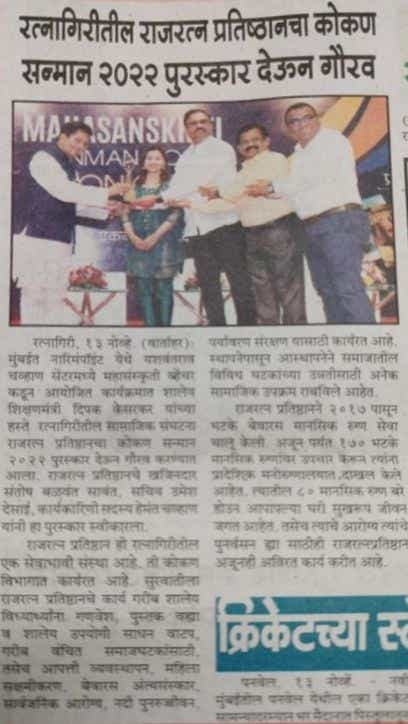 रत्नागिरीतील राजरत्न प्रतिष्ठानचा कोकण
सन्मान २०२२ पुरस्कार देऊन गौरव
MAHASANSKRITI
रत्नागिरी, १३ नोव्हें. (वार्ताहर):
मुंबईत नारिमपॉइंट येथे यशवंतराव
चव्हाण सेंटरमध्ये महासंस्कृती व्हेंचर
कडून आयोजित कार्यक्रमात शालेय
शिक्षणमंत्री दिपक केसरकर यांच्या
हस्ते रत्नागिरीतील सामाजिक संघटना
राजरत्न प्रतिष्ठानचा कोकण सन्मान
२०२२ पुरस्कार देऊन गौरव करण्यात
आला. राजरत्न प्रतिष्ठानचे खजिनदार
संतोष बळवंत सावंत, सचिव उमेश
देसाई, कार्यकारिणी सदस्य हेमंत चव्हाण
यांनी हा पुरस्कार स्वीकारला.
राजरत्न प्रतिष्ठान ही रत्नागिरीतील
एक सेवाभावी संस्था आहे. ती कोकण
विभागात कार्यरत आहे. सुरवातीला
राजरत्न प्रतिष्ठानचे कार्य गरीब शालेय
विध्यार्थ्यांना गणवेश, पुस्तक वह्या
व शालेय उपयोगी साधन वाटप,
गरीब वंचित समाजघटकांसाठी
तसेच आपत्ती व्यवस्थापन, महिला
सक्षमीकरण, बेवारस अंत्यसंस्कार,
सार्वजनिक आरोग्य, नदी पुनरुज्जीवन,
पर्यावरण संरक्षण यासाठी कार्यरत आहे.
स्थापनेपासून आस्थापनेने समाजातील
विविध घटकाच्या उन्नतीसाठी अनेक
सामाजिक उपक्रम राबविले आहेत.
राजरत्न प्रतिष्ठानने २०१७ पासून
भटके बेवारस मानसिक रुग्ण सेवा
चालू केली. अजून पर्यंत १७० भटके
मानसिक रुग्णांवर उपचार करून त्यांना
प्रादेशिक मनोरुग्णालयात दाखल केले
आहेत. त्यातील ८० मानसिक रुग्ण बरे
होऊन आपापल्या घरी सुखरूप जीवन
जगत आहेत. तसेच त्यांचे आरोग्य त्यांचे
पुनर्वसन ह्या साठीही राजरत्नप्रतिष्ठान
अजूनही अविरत कार्य करीत आहे.
क्रिकेटच्या
पनवेल, १३ नोव्हें. -
मुंबईतील पनवेल येथील एका क्रिकेट